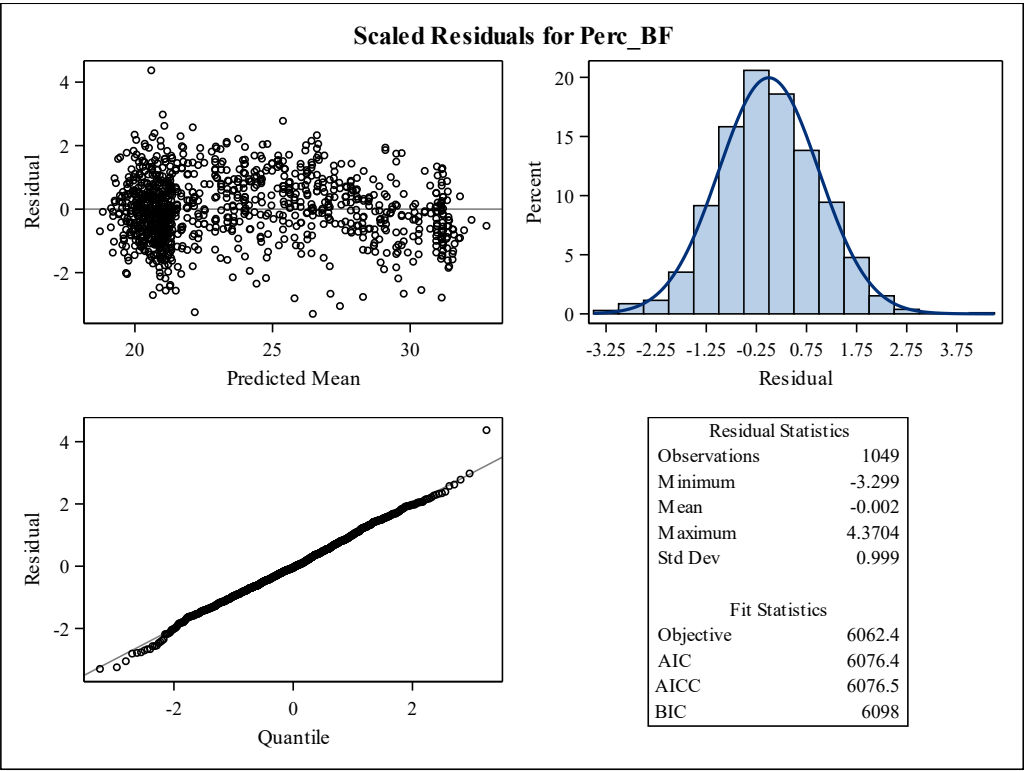 Scaled Residuals for Perc_BF
4
2
0
-2
Residual
20 25 30
Predicted Mean
20
15
10
5
0
Percent
-3.25 -2.25 -1.25 -0.25 0.75 1.75 2.75 3.75
Residual
4
2
0
-2
Residual
-2 0 2
Quantile
Residual Statistics
Observations 1049
Minimum -3.299
Mean -0.002
Maximum 4.3704
Std Dev 0.999
Fit Statistics
Objective 6062.4
AIC 6076.4
AICC 6076.5
BIC 6098